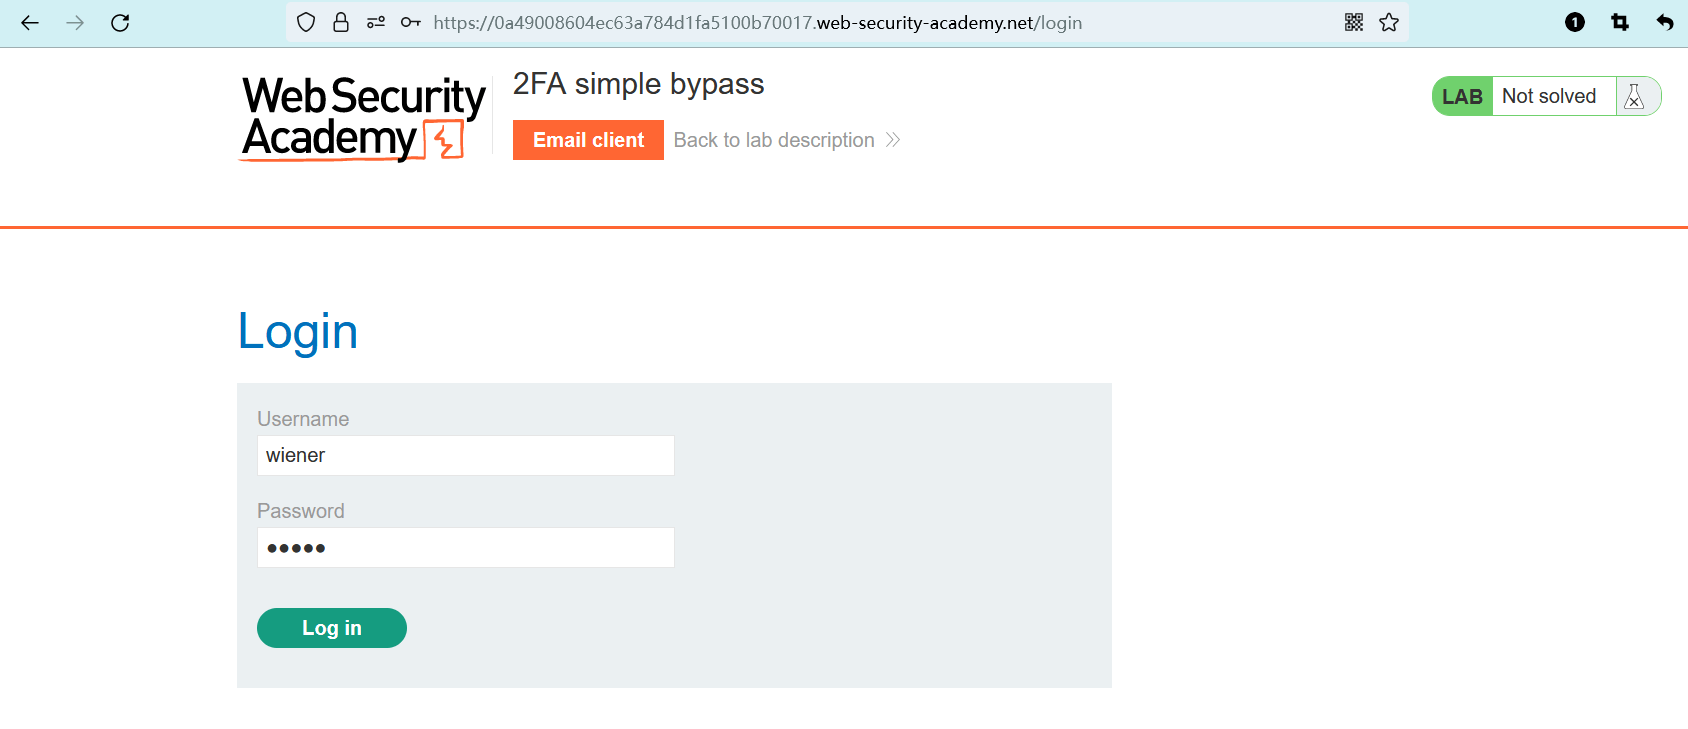 https://0a49008604ec63a784d1fa5100b70017.web-security-academy.net/login
1
Web Security
Academy
2FA simple bypass
Email client
Back to lab description
LAB
Not solved
Login
Username
wiener
Password
•••••
Log in